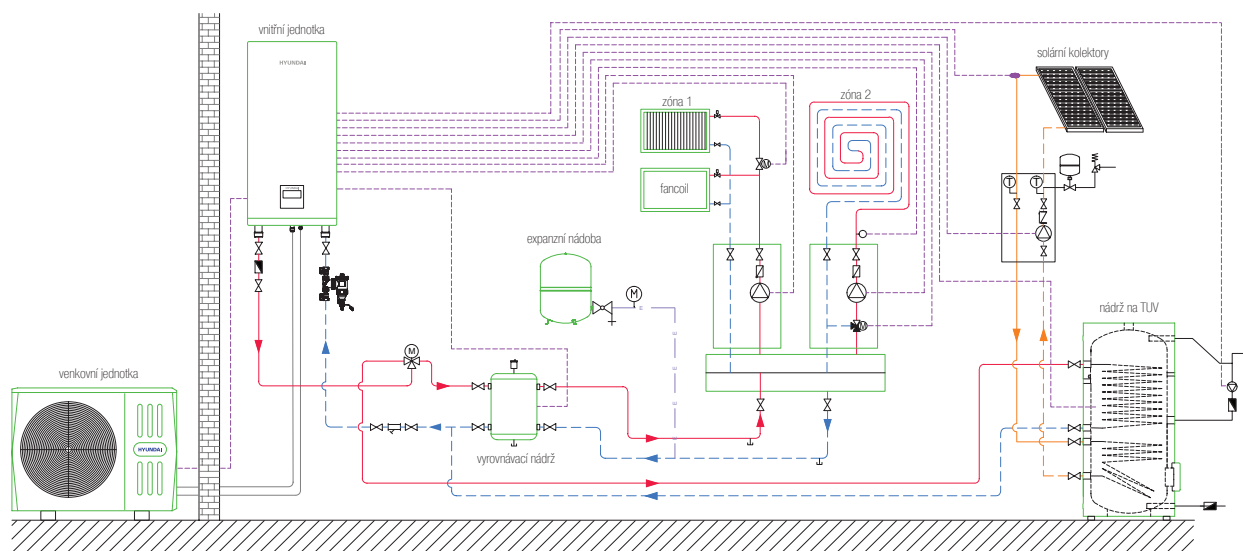 vnitřní jednotka
HYUNDAI
solární kolektory
zóna 1
zóna 2
fancoil
T
T
M
M
expanzní nádoba
M
E
E
E
E
E
M
nádrž na TUV
venkovní jednotka
HYUNDAI
vyrovnávací nádrž